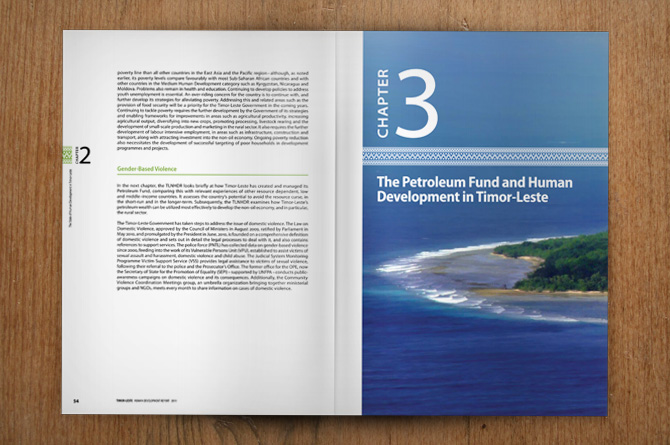 poverty line than all other countries in the East Asia and the Pacific region– although, as noted
earlier, its poverty levels compare favourably with most Sub-Saharan African countries and with
other countries in the Medium Human Development category such as Kyrgyzstan, Nicaragua and
Moldova. Problems also remain in health and education. Continuing to develop policies to address
youth unemployment is essential. An over-riding concern for the country is to continue with, and
further develop its strategies for alleviating poverty. Addressing this and related areas such as the
provision of food security will be a priority for the Timor-Leste Government in the coming years.
Continuing to tackle poverty requires the further development by the Government of its strategies
and enabling frameworks for improvements in areas such as agricultural productivity, increasing
agricultural output, diversifying into new crops, promoting processing, livestock rearing and the
development of small-scale production and marketing in the rural sector. It also requires the further
development of labour intensive employment, in areas such as infrastructure, construction and
transport, along with attracting investment into the non-oil economy. Ongoing poverty reduction
also necessitates the development of successful targeting of poor households in development
programmes and projects.
CHAPTER 2
Gender-Based Violence
In the next chapter, the TLNHDR looks briefly at how Timor-Leste has created and managed its
Petroleum Fund, comparing this with relevant experiences of other resource dependent, low
and middle-income countries. It assesses the country's potential to avoid the resource curse, in
the short-run and in the longer-term. Subsequently, the TLNHDR examines how Timor-Leste's
petroleum wealth can be utilized most effectively to develop the non-oil economy, and in particular,
the rural sector.
The Timor-Leste Government has taken steps to address the issue of domestic violence. The Law on
Domestic Violence, approved by the Council of Ministers in August 2009, ratified by Parliament in
May 2010, and promulgated by the President in June, 2010, is founded on a comprehensive definition
of domestic violence and sets out in detail the legal processes to deal with it, and also contains
references to support services. The police force (PNTL) has collected data on gender-based violence
since 2000, feeding into the work of its Vulnerable Persons Unit (VPU), established to assist victims of
sexual assault and harassment, domestic violence and child abuse. The Judicial System Monitoring
Programme Victim Support Service (VSS) provides legal assistance to victims of sexual violence,
following their referral to the police and the Prosecutor's Office. The former office for the OPE, now
the Secretary of State for the Promotion of Equality (SEPI) –supported by UNFPA –conducts public-
awareness campaigns on domestic violence and its consequences. Additionally, the Community
Violence Coordination Meetings group, an umbrella organization bringing together ministerial
groups and NGOs, meets every month to share information on cases of domestic violence.
54
TIMOR-LESTE HUMAN DEVELOPMENT REPORT 2011
CHAPTER
3
The Petroleum Fund and Human
Development in Timor-Leste